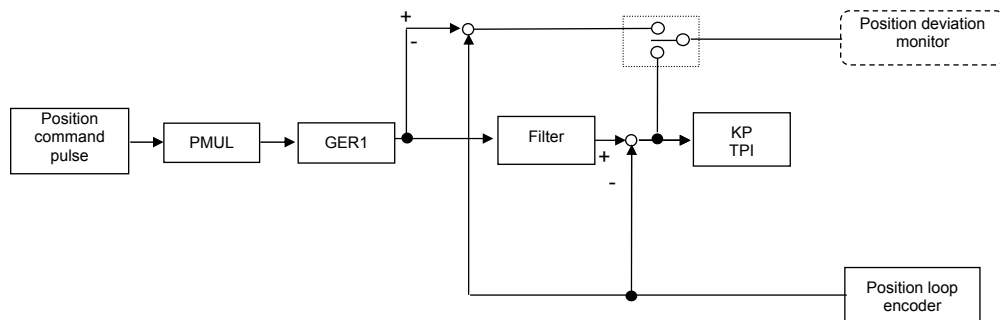 +
-
Position deviation
monitor
Position
command
pulse
PMUL
GER1
Filter
+
-
KP
TPI
Position loop
encoder